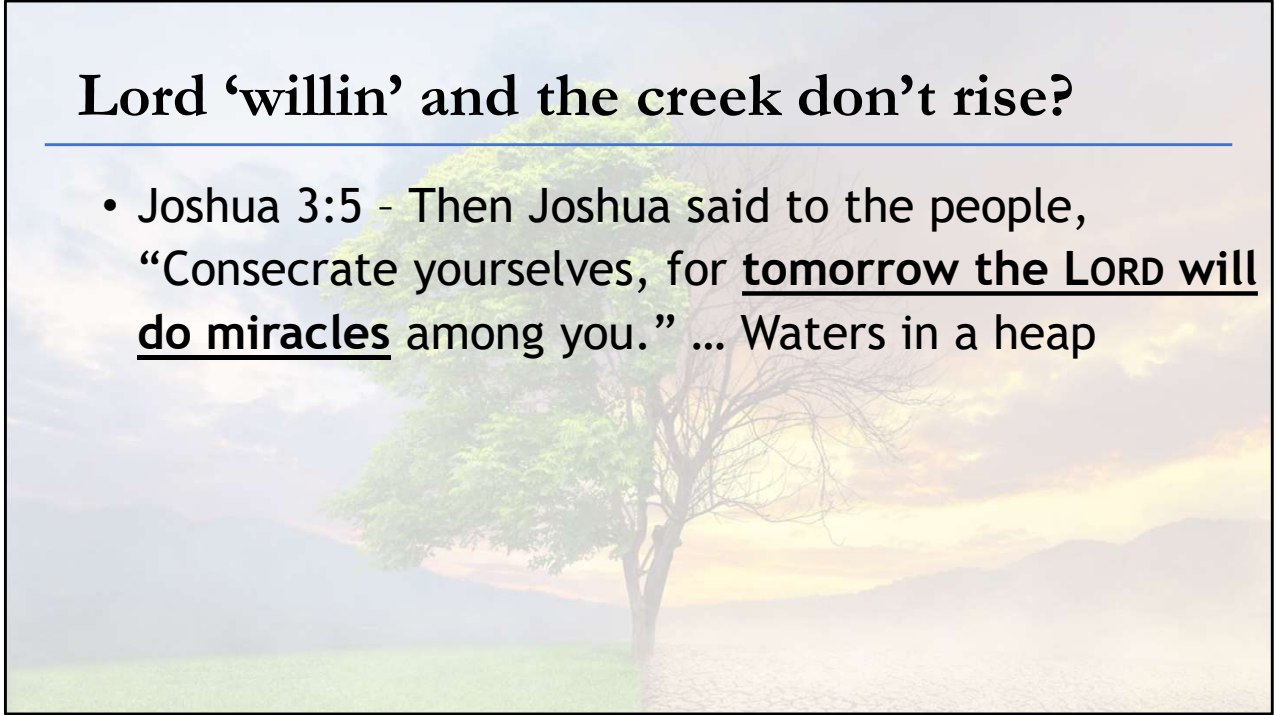 Lord ‘willin’ and the creek don’t rise?
• Joshua 3:5 – Then Joshua said to the people,
“Consecrate yourselves, for tomorrow the LORD will
do miracles among you.” … Waters in a heap